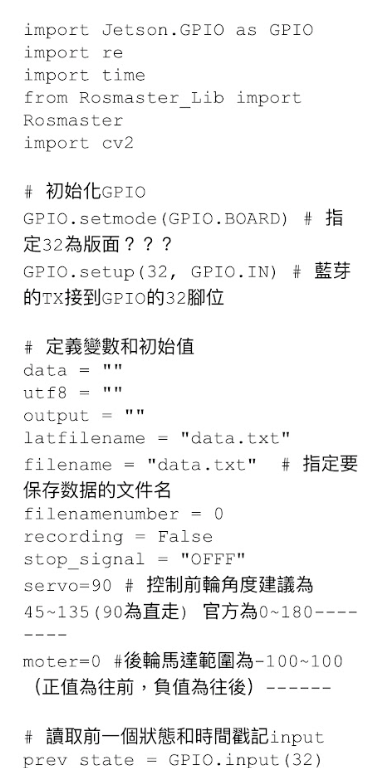 import Jetson.GPIO as GPIO
import re
import time
from Rosmaster_Lib import
Rosmaster
import cv2
# 初始化GPIO
GPIO.setmode(GPIO.BOARD) # 指
定32為版面？？？
GPIO.setup(32, GPIO.IN) # 藍芽
的TX接到GPIO的32腳位
# 定義變數和初始值
data = ""
utf8 = ""
output = ""
latfilename = "data.txt"
filename = "data.txt"  # 指定要
保存数据的文件名
filenamenumber = 0
recording = False
stop_signal = "OFFF"
servo=90 # 控制前輪角度建議為
45~135(90為直走) 官方為0~180----
----
moter=0 #後輪馬達範圍為-100~100
（正值為往前，負值為往後）------
# 讀取前一個狀態和時間戳記input
prev_state = GPIO.input(32)